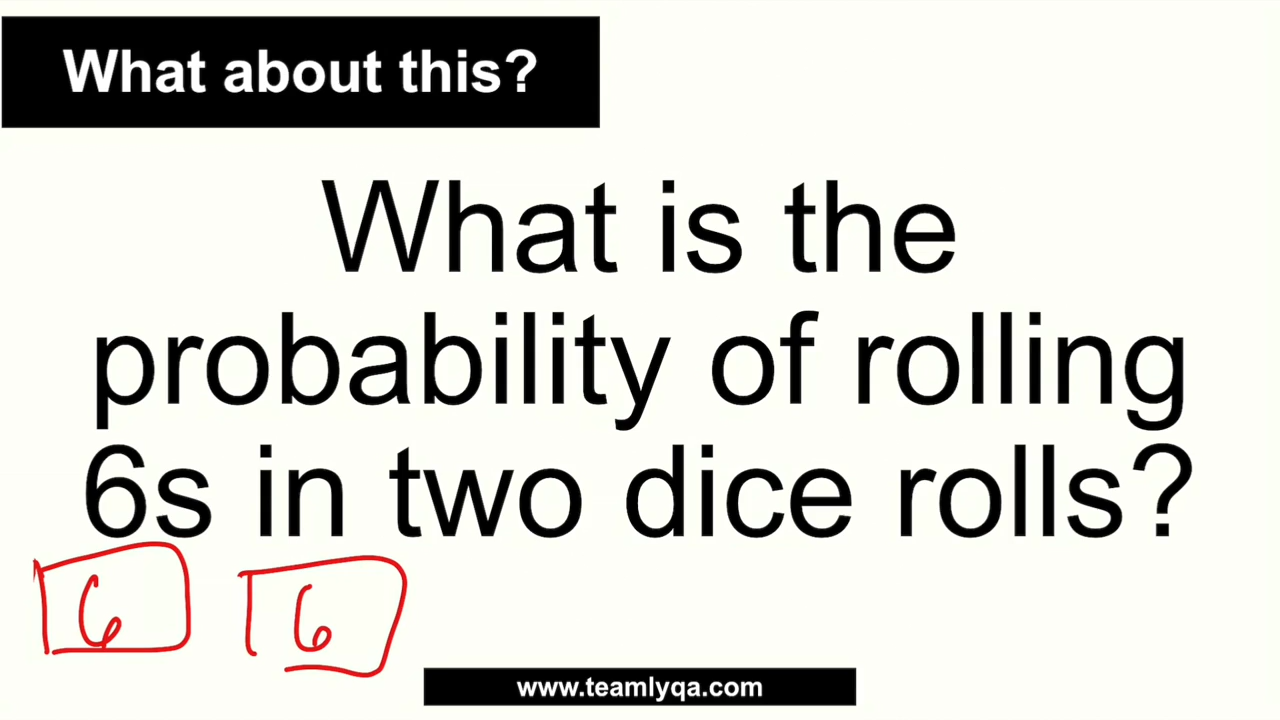 What about this?
What is the
probability of rolling
6s in two dice rolls?
6 6
www.teamlyqa.com